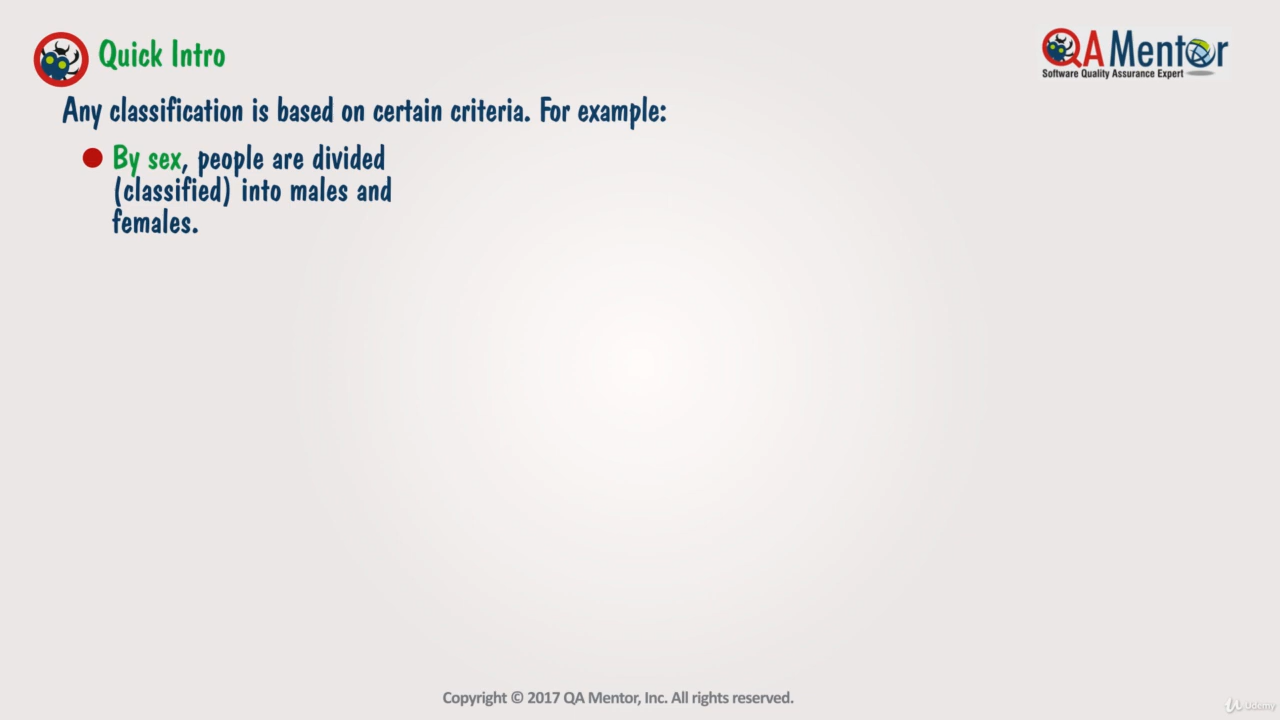 Quick Intro
QA Mentor
Software Quality Assurance Expert
Any classification is based on certain criteria. For example:
By sex, people are divided
(classified) into males and
females.
Copyright © 2017 QA Mentor, Inc. All rights reserved.
Udemy